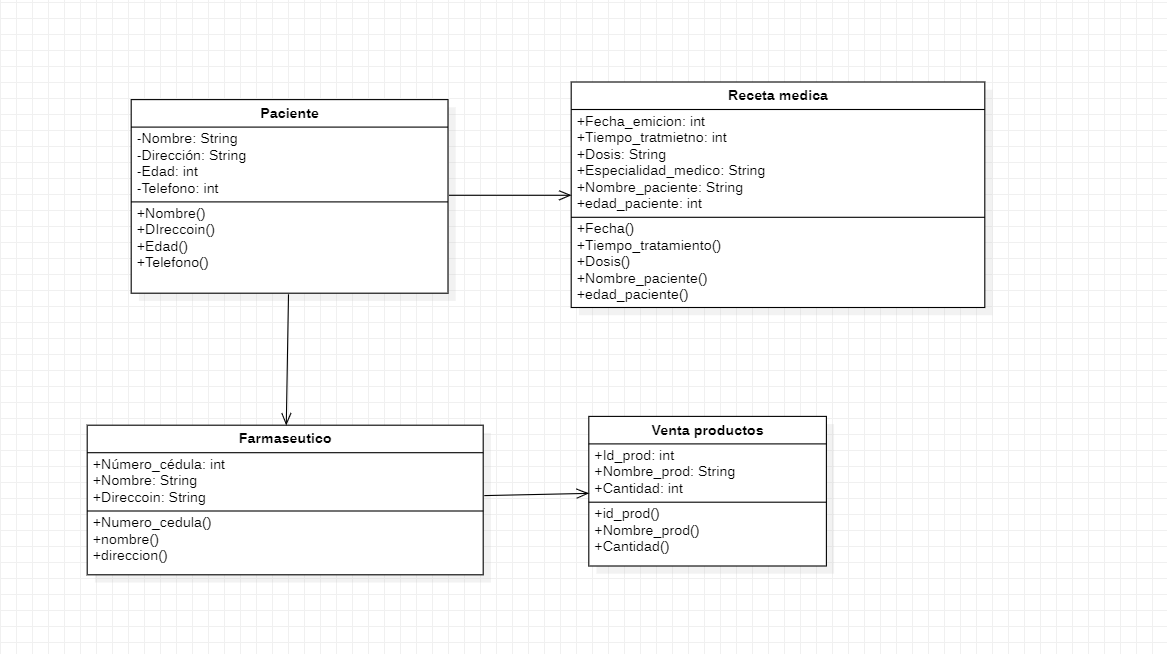 Paciente
-Nombre: String
-Dirección: String
-Edad: int
-Telefono: int
+Nombre()
+DIreccoin()
+Edad()
+Telefono()
Receta medica
+Fecha_emicion: int
+Tiempo_tratmietno: int
+Dosis: String
+Especialidad_medico: String
+Nombre_paciente: String
+edad_paciente: int
+Fecha()
+Tiempo_tratamiento()
+Dosis()
+Nombre_paciente()
+edad_paciente()
Farmaseutico
+Número_cédula: int
+Nombre: String
+Direccoin: String
+Numero_cedula()
+nombre()
+direccion()
Venta productos
+Id_prod: int
+Nombre_prod: String
+Cantidad: int
+id_prod()
+Nombre_prod()
+Cantidad()